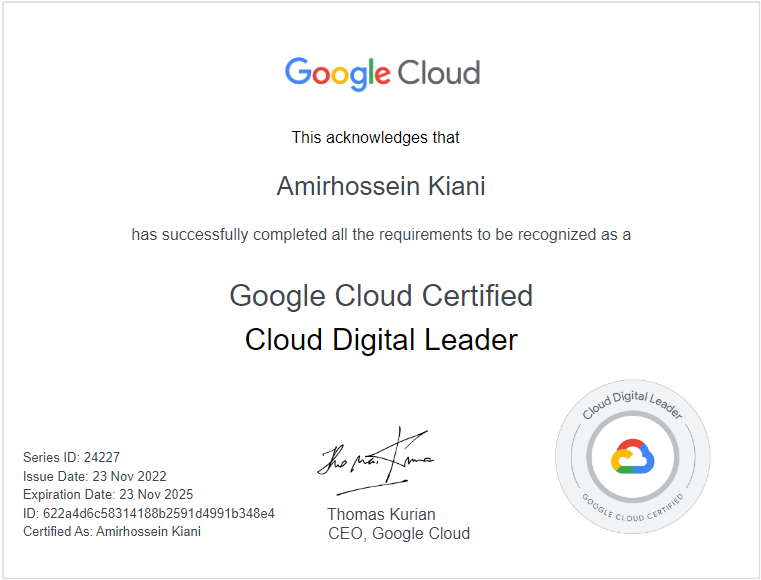 Google Cloud
This acknowledges that
Amirhossein Kiani
has successfully completed all the requirements to be recognized as a
Google Cloud Certified
Cloud Digital Leader
Series ID: 24227
Issue Date: 23 Nov 2022
Expiration Date: 23 Nov 2025
ID: 622a4d6c58314188b2591d4991b348e4
Certified As: Amirhossein Kiani
Thomas Kurian
Thomas Kurian
CEO, Google Cloud
Cloud Digital Leader
GOOGLE CLOUD CERTIFIED